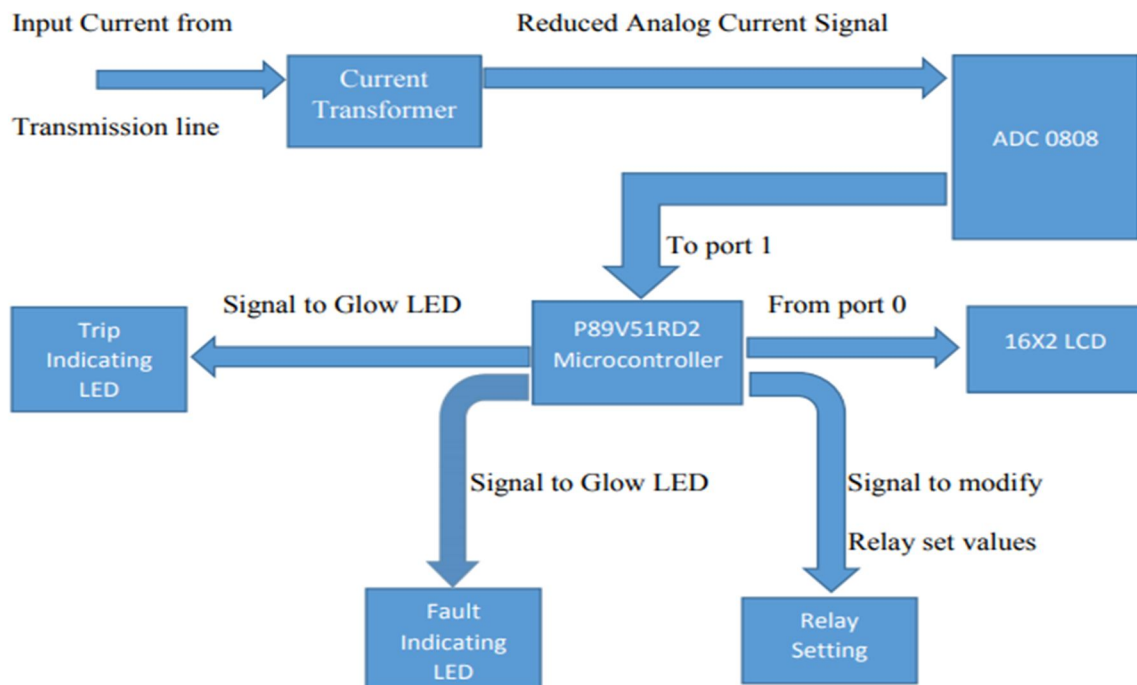 Input Current from
Transmission line
Current
Transformer
Reduced Analog Current Signal
ADC 0808
To port 1
P89V51RD2
Microcontroller
Signal to Glow LED
Trip
Indicating
LED
From port 0
16X2 LCD
Signal to Glow LED
Fault
Indicating
LED
Signal to modify
Relay set values
Relay
Setting